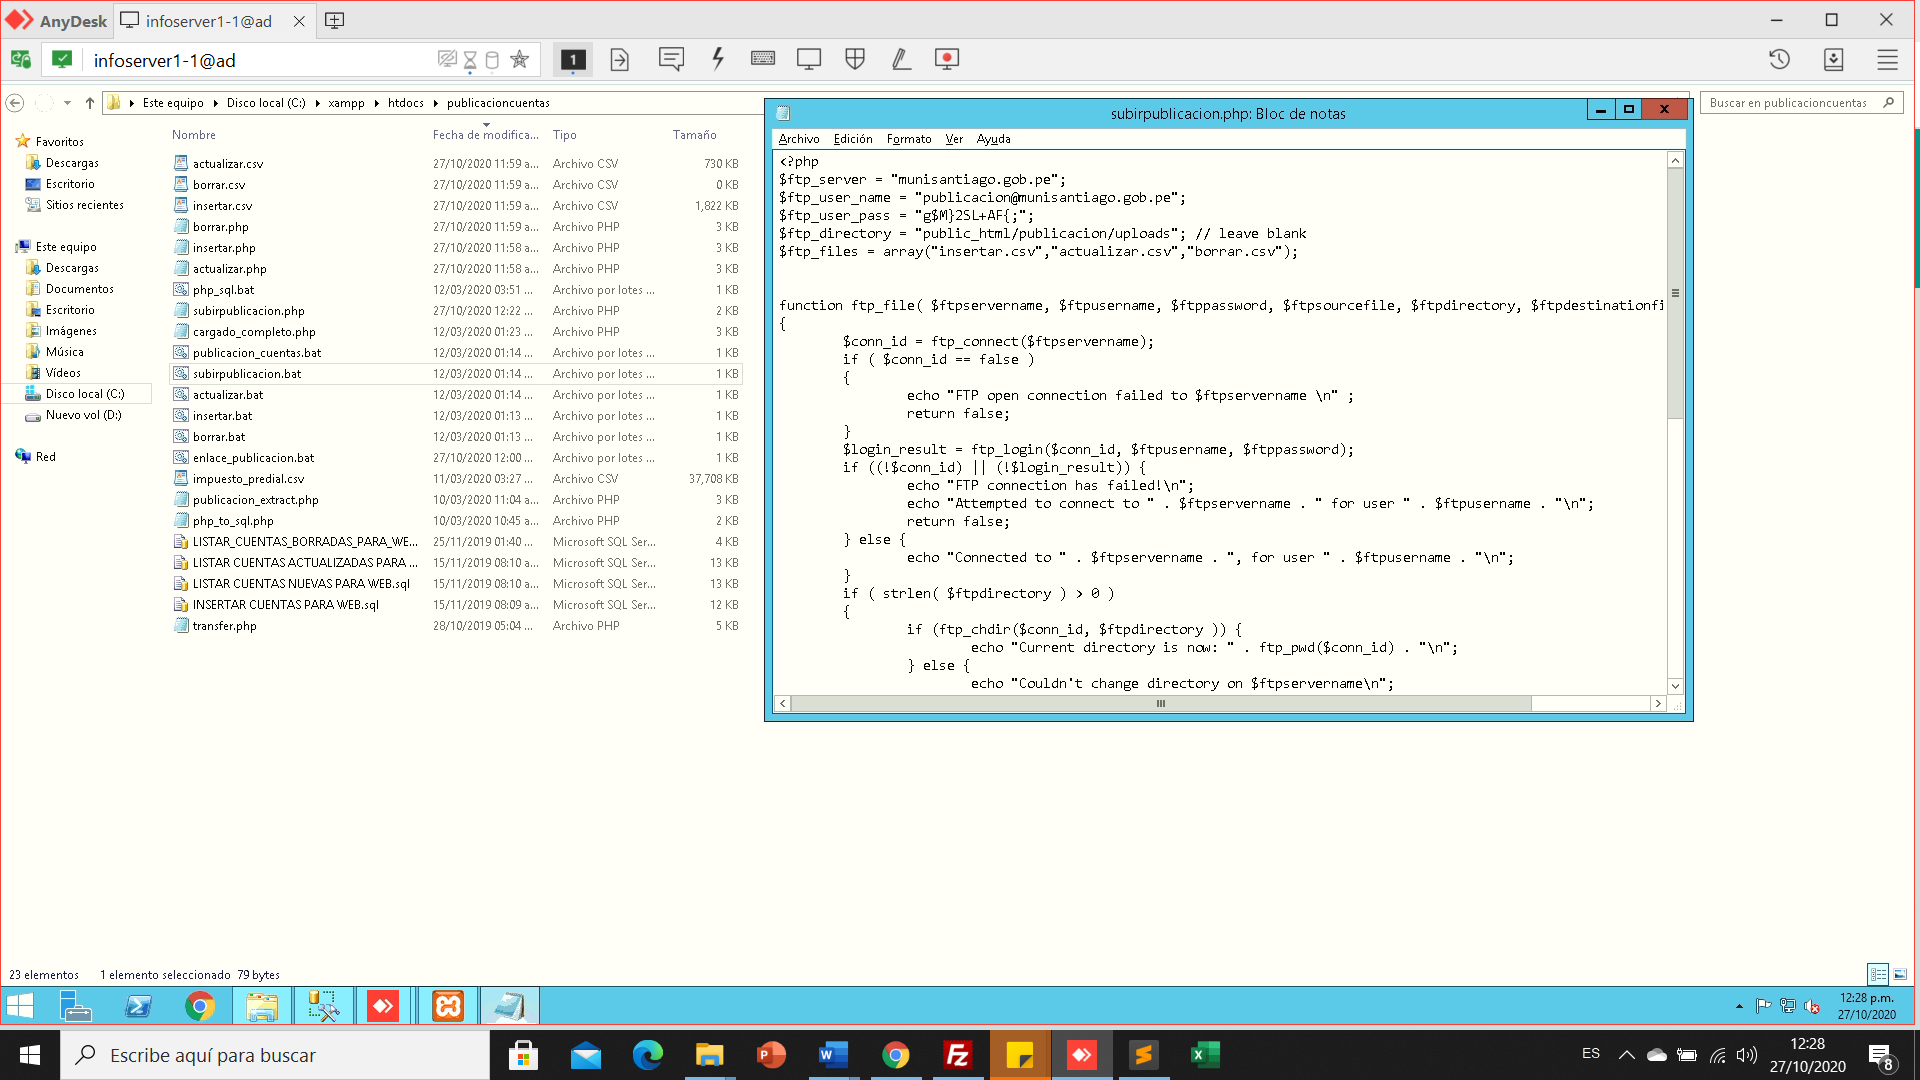 AnyDesk
infoserver1-1@ad
infoserver1-1@ad
1
Este equipo
Disco local (C:)
xampp
htdocs
publicacioncuentas
Buscar en publicacioncuentas
Favoritos
Descargas
Escritorio
Sitios recientes
Este equipo
Descargas
Documentos
Escritorio
Imágenes
Música
Vídeos
Disco local (C:)
Nuevo vol (D:)
Red
Nombre Fecha de modifica... Tipo Tamaño
actualizar.csv 27/10/2020 11:59 a... Archivo CSV 730 KB
borrar.csv 27/10/2020 11:59 a... Archivo CSV 0 KB
insertar.csv 27/10/2020 11:59 a... Archivo CSV 1,822 KB
borrar.php 27/10/2020 11:59 a... Archivo PHP 3 KB
insertar.php 27/10/2020 11:58 a... Archivo PHP 3 KB
actualizar.php 27/10/2020 11:58 a... Archivo PHP 3 KB
php_sql.bat 12/03/2020 03:51 ... Archivo por lotes ... 1 KB
subirpublicacion.php 27/10/2020 12:22 ... Archivo PHP 2 KB
cargado_completo.php 12/03/2020 01:23 ... Archivo PHP 3 KB
publicacion_cuentas.bat 12/03/2020 01:14 ... Archivo por lotes ... 1 KB
subirpublicacion.bat 12/03/2020 01:14 ... Archivo por lotes ... 1 KB
actualizar.bat 12/03/2020 01:14 ... Archivo por lotes ... 1 KB
insertar.bat 12/03/2020 01:13 ... Archivo por lotes ... 1 KB
borrar.bat 12/03/2020 01:13 ... Archivo por lotes ... 1 KB
enlace_publicacion.bat 27/10/2020 12:00 ... Archivo por lotes ... 1 KB
impuesto_predial.csv 11/03/2020 03:27 ... Archivo CSV 37,708 KB
publicacion_extract.php 10/03/2020 11:04 a... Archivo PHP 3 KB
php_to_sql.php 10/03/2020 10:45 a... Archivo PHP 2 KB
LISTAR_CUENTAS_BORRADAS_PARA_WE... 25/11/2019 01:40 ... Microsoft SQL Ser... 4 KB
LISTAR CUENTAS ACTUALIZADAS PARA ... 15/11/2019 08:10 a... Microsoft SQL Ser... 13 KB
LISTAR CUENTAS NUEVAS PARA WEB.sql 15/11/2019 08:10 a... Microsoft SQL Ser... 13 KB
INSERTAR CUENTAS PARA WEB.sql 15/11/2019 08:09 a... Microsoft SQL Ser... 12 KB
transfer.php 28/10/2019 05:04 ... Archivo PHP 5 KB
subirpublicacion.php: Bloc de notas
Archivo Edición Formato Ver Ayuda
<?php
$ftp_server = "munisantiago.gob.pe";
$ftp_user_name = "publicacion@munisantiago.gob.pe";
$ftp_user_pass = "g$M}2SL+AF{;";
$ftp_directory = "public_html/publicacion/uploads"; // leave blank
$ftp_files = array("insertar.csv","actualizar.csv","borrar.csv");
function ftp_file( $ftpservername, $ftpusername, $ftppassword, $ftpsourcefile, $ftpdirectory, $ftpdestinationfi
{
$conn_id = ftp_connect($ftpservername);
if ( $conn_id == false )
{
echo "FTP open connection failed to $ftpservername \n" ;
return false;
}
$login_result = ftp_login($conn_id, $ftpusername, $ftppassword);
if ((!$conn_id) || (!$login_result)) {
echo "FTP connection has failed!\n";
echo "Attempted to connect to " . $ftpservername . " for user " . $ftpusername . "\n";
return false;
} else {
echo "Connected to " . $ftpservername . ", for user " . $ftpusername . "\n";
}
if ( strlen( $ftpdirectory ) > 0 )
{
if (ftp_chdir($conn_id, $ftpdirectory )) {
echo "Current directory is now: " . ftp_pwd($conn_id) . "\n";
} else {
echo "Couldn't change directory on $ftpservername\n";
23 elementos 1 elemento seleccionado 79 bytes
12:28 p.m.
27/10/2020
Escribe aquí para buscar
ES
12:28
27/10/2020
8